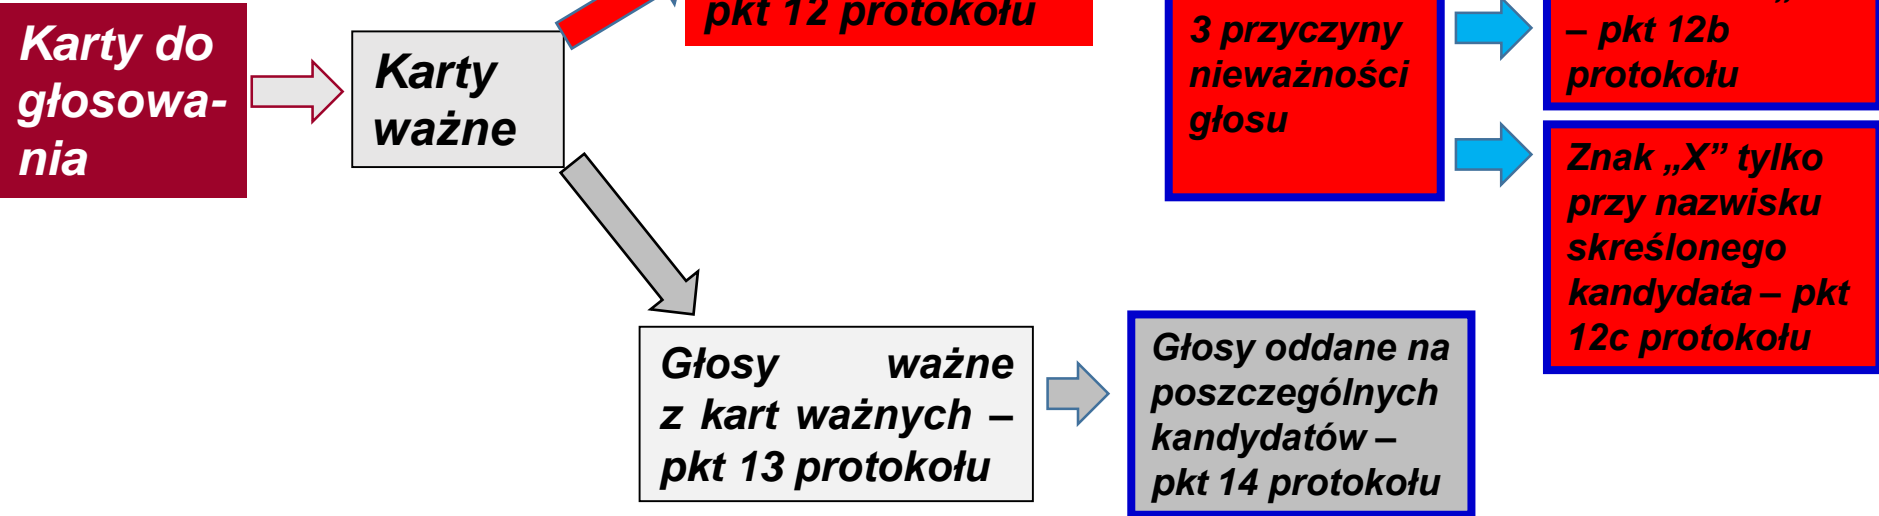 Karty do
głosowa-
nia
Karty
ważne
pkt 12 protokołu
3 przyczyny
nieważności
głosu
– pkt 12b
protokołu
Znak „X” tylko
przy nazwisku
skreślonego
kandydata – pkt
12c protokołu
Głosy ważne
z kart ważnych –
pkt 13 protokołu
Głosy oddane na
poszczególnych
kandydatów –
pkt 14 protokołu